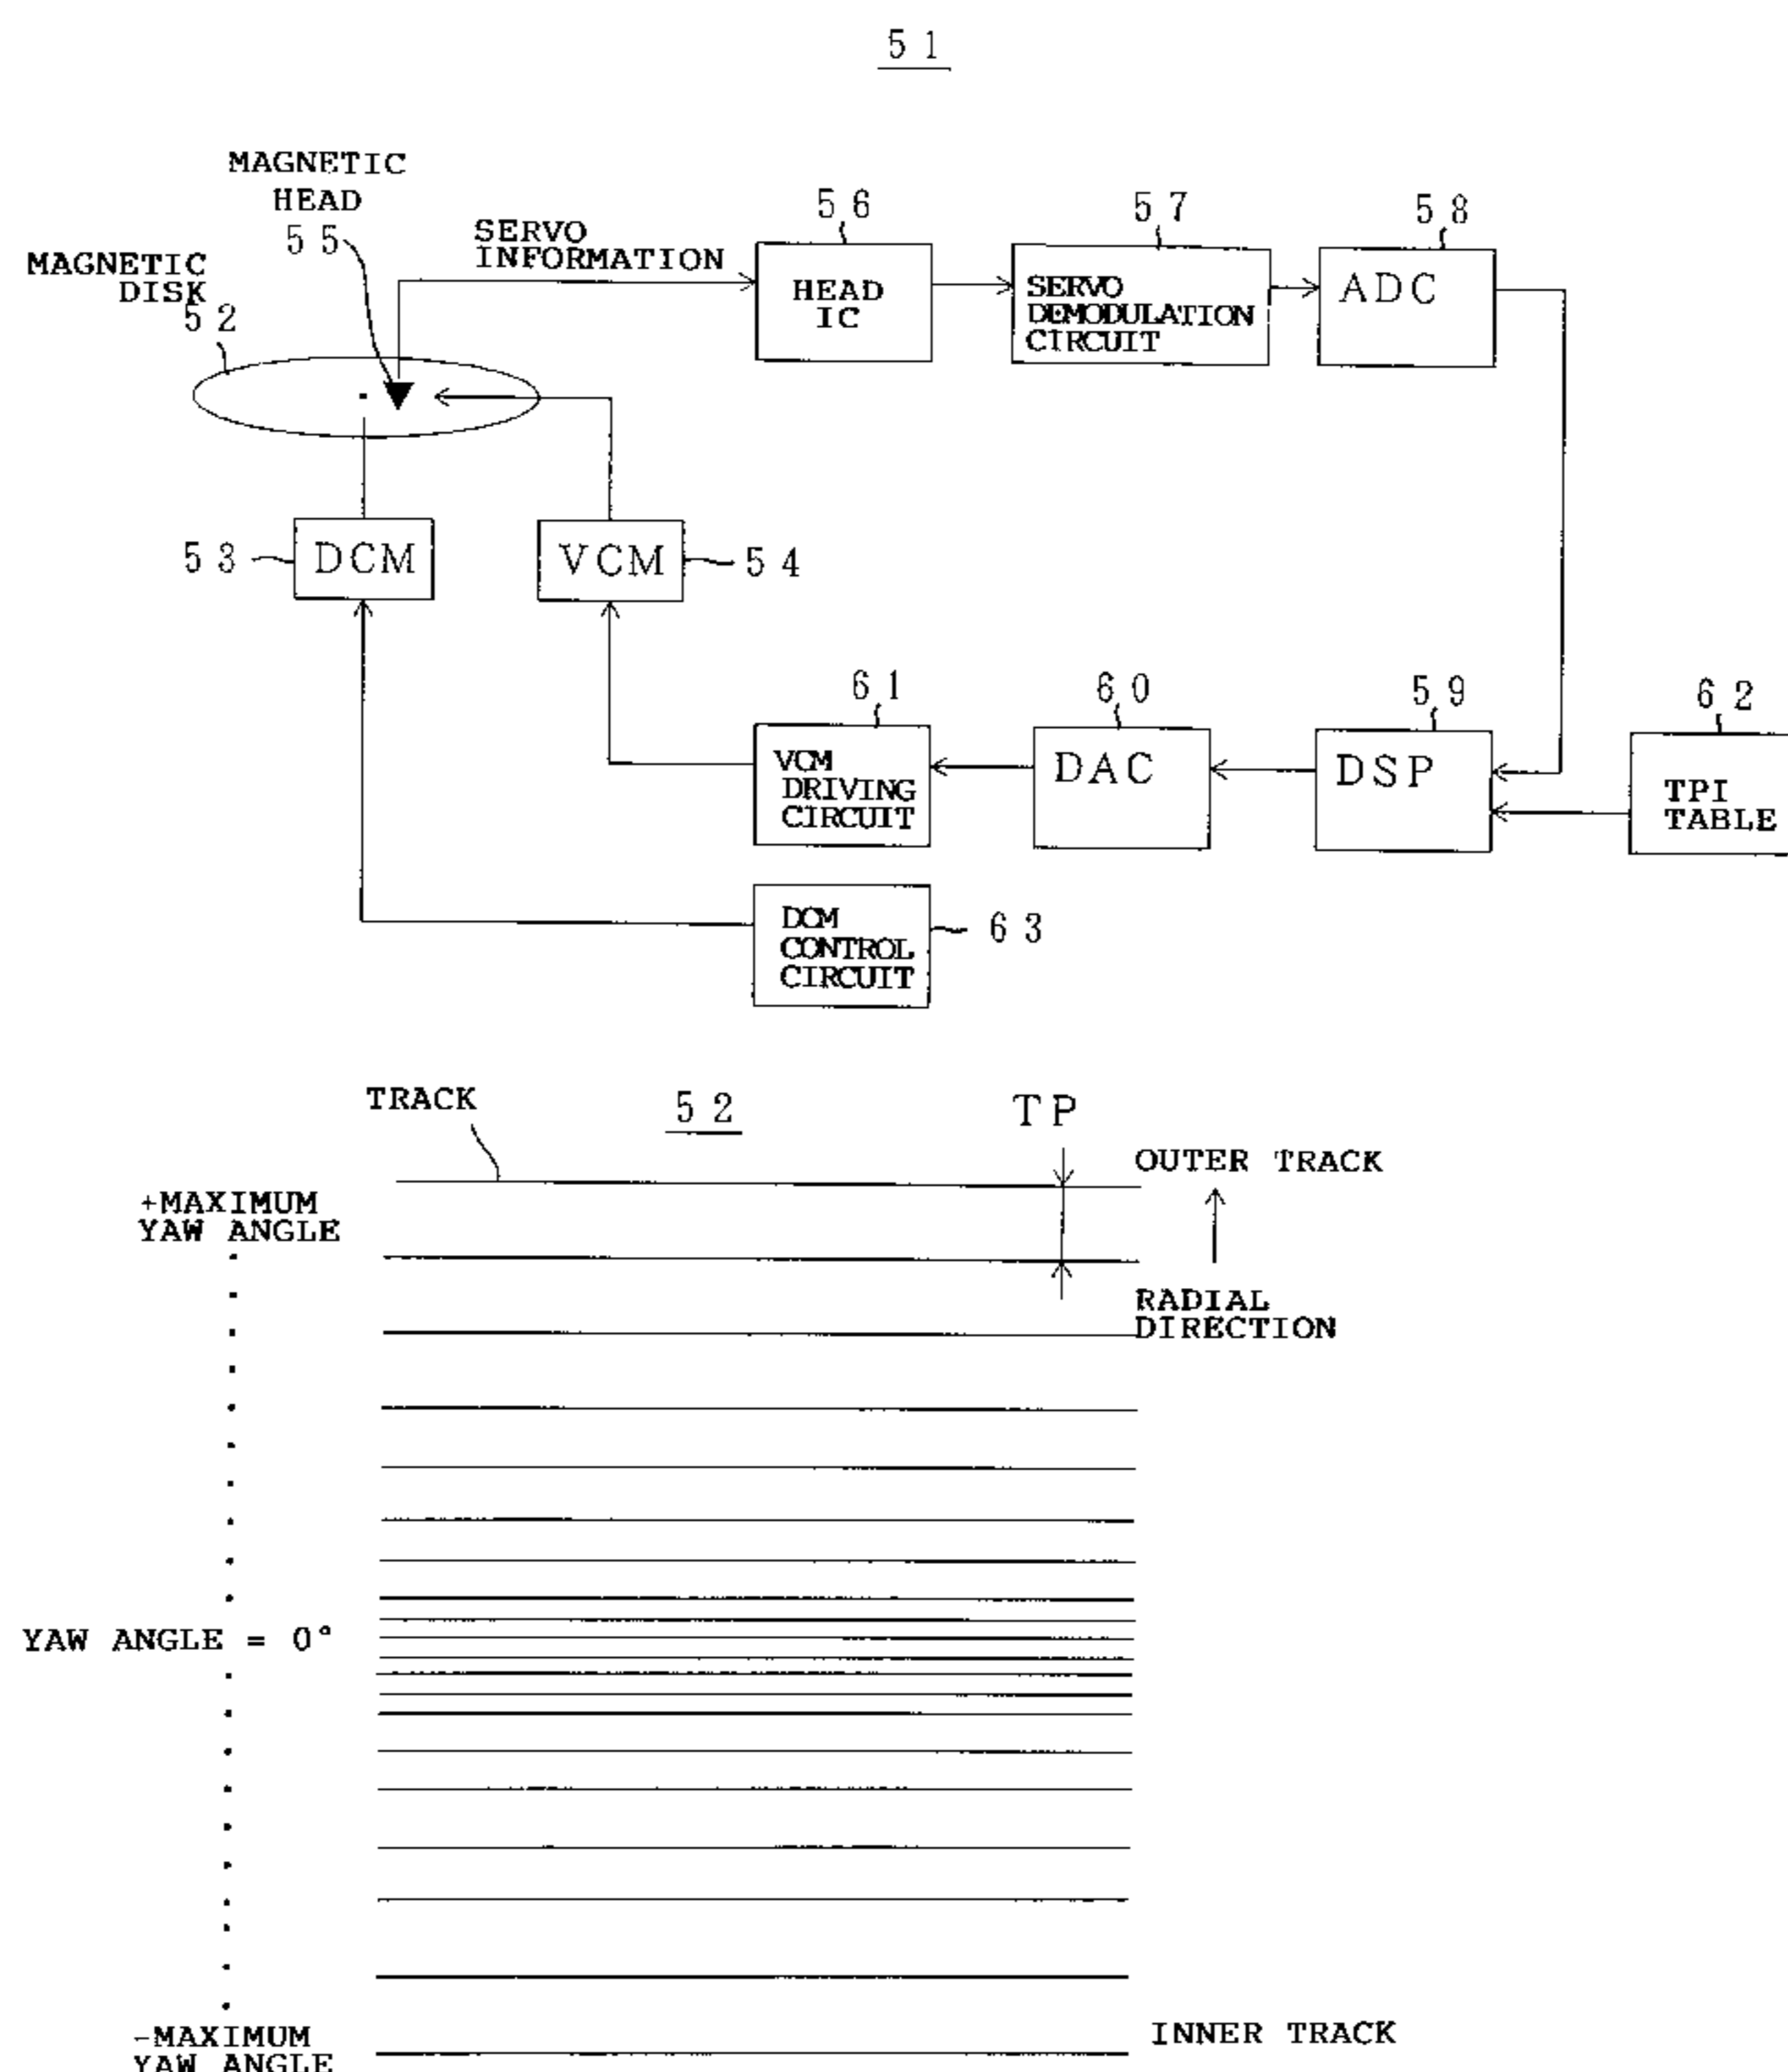 51
MAGNETIC
HEAD
55
SERVO
INFORMATION
MAGNETIC
DISK
52
56
HEAD
IC
57
SERVO
DEMODULATION
CIRCUIT
58
ADC
53
DCM
VCM
54
61
VCM
DRIVING
CIRCUIT
60
DAC
59
DSP
62
TPI
TABLE
DCM
CONTROL
CIRCUIT
63
TRACK
52
TP
OUTER TRACK
+MAXIMUM
YAW ANGLE
RADIAL
DIRECTION
YAW ANGLE = 0°
-MAXIMUM
YAW ANGLE
INNER TRACK